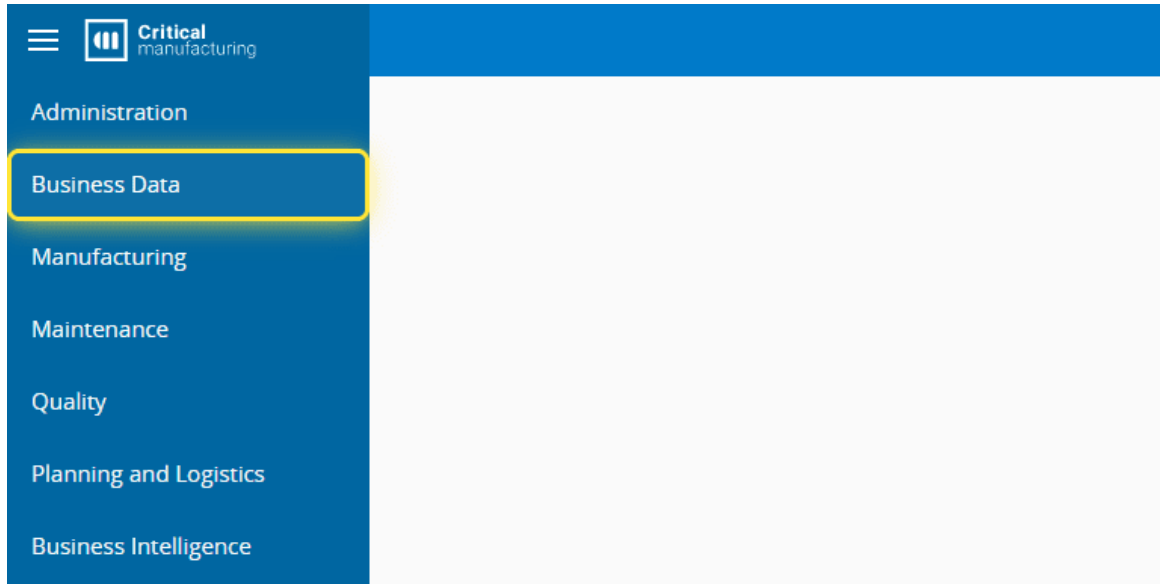 Critical
manufacturing
Administration
Business Data
Manufacturing
Maintenance
Quality
Planning and Logistics
Business Intelligence